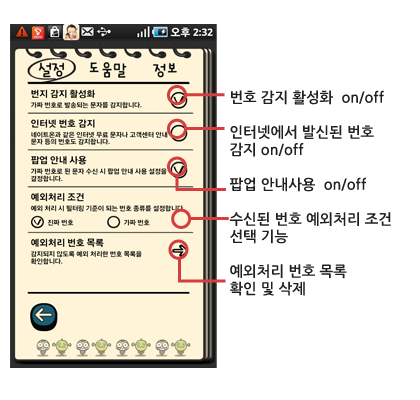 오후 2:32
설정 도움말 정보
번지 감지 활성화
가짜 번호로 발송되는 문자를 감지합니다.
번호 감지 활성화 on/off
인터넷 번호 감지
네이트온과 같은 인터넷 무료 문자나 고객센터 안내
문자 등의 번호도 감지합니다.
인터넷에서 발신된 번호
감지 on/off
팝업 안내 사용
가짜 번호로 된 문자 수신 시 팝업 안내 사용 설정을
결정합니다.
팝업 안내사용 on/off
예외처리 조건
예외 처리 시 필터링 기준이 되는 번호 종류를 설정합니다.
진짜 번호 가짜 번호
수신된 번호 예외처리 조건
선택 기능
예외처리 번호 목록
감지되지 않도록 예외 처리한 번호 목록을
확인합니다.
예외처리 번호 목록
확인 및 삭제